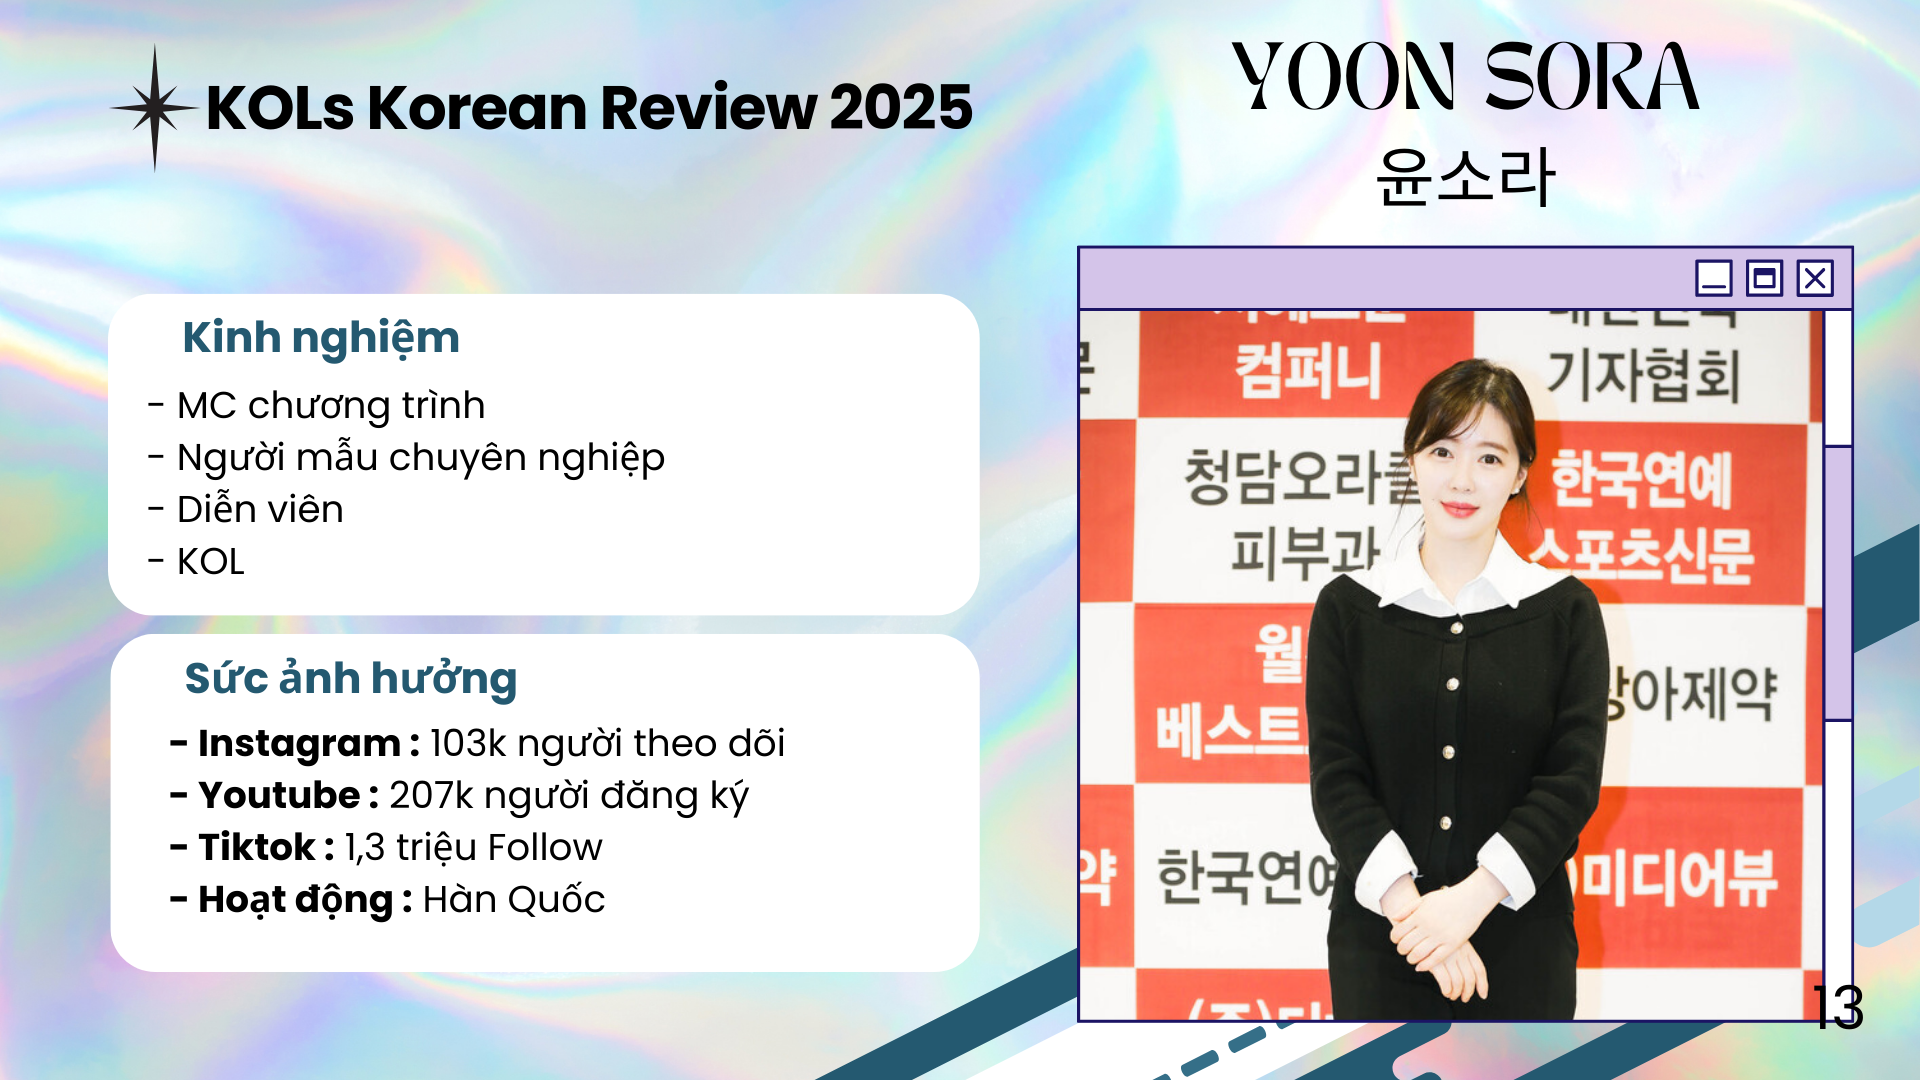 KOLs Korean Review 2025
YOON SORA
윤소라
Kinh nghiệm
- MC chương trình
- Người mẫu chuyên nghiệp
- Diễn viên
- KOL
Sức ảnh hưởng
- Instagram : 103k người theo dõi
- Youtube : 207k người đăng ký
- Tiktok : 1,3 triệu Follow
- Hoạt động : Hàn Quốc
컴퍼니
기자협회
청담오라클
피부과
한국연예
스포츠신문
월
베스트
아제약
약
한국연예
미디어뷰
13